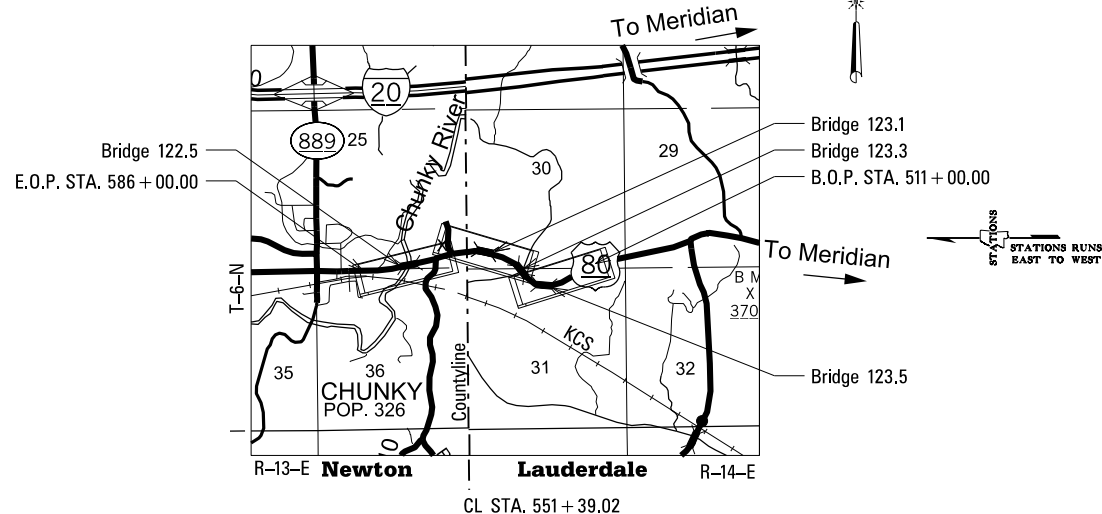 To Meridian
20
Chunky River
889
25
30
29
Bridge 122.5
E.O.P. STA. 586+00.00
Bridge 123.1
Bridge 123.3
B.O.P. STA. 511+00.00
STATIONS
STATIONS RUNS
EAST TO WEST
80
To Meridian
T-6-N
B M
X
370
KCS
35
36
31
32
CHUNKY
POP. 326
Countyline
Bridge 123.5
R-13-E
Newton
Lauderdale
R-14-E
CL STA. 551+39.02